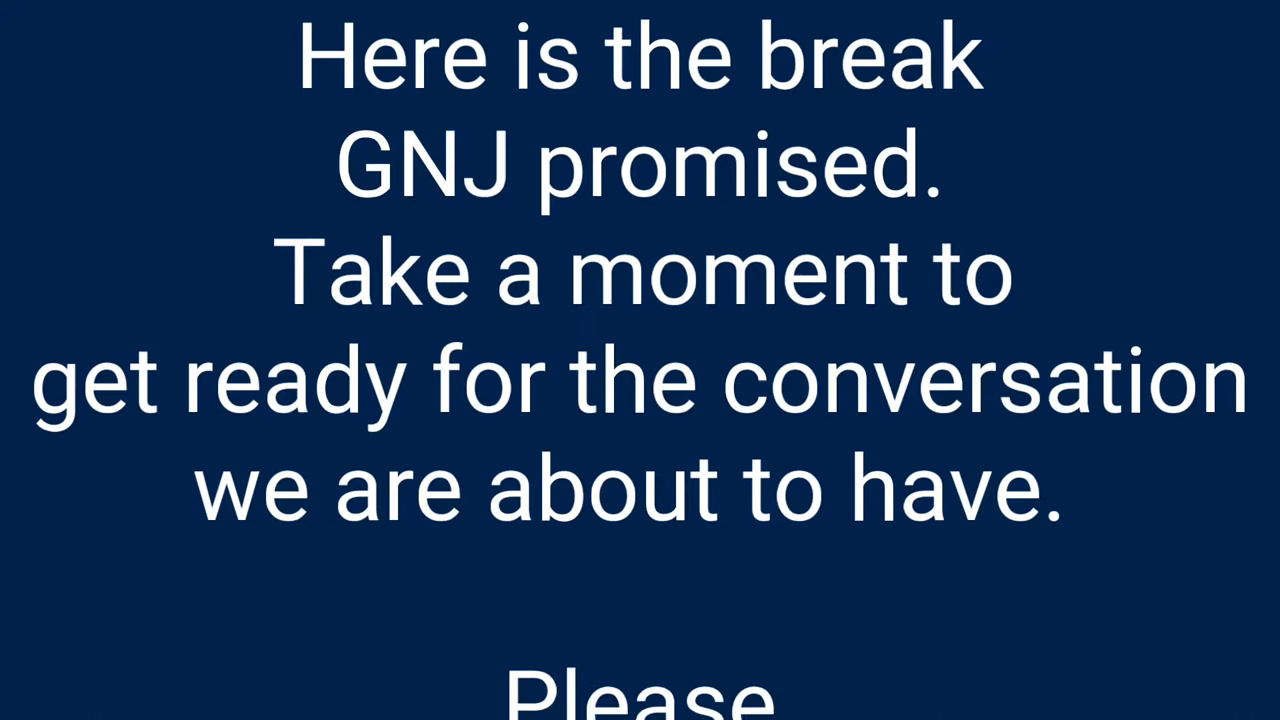 Here is the break
GNJ promised.
Take a moment to
get ready for the conversation
we are about to have.
Please